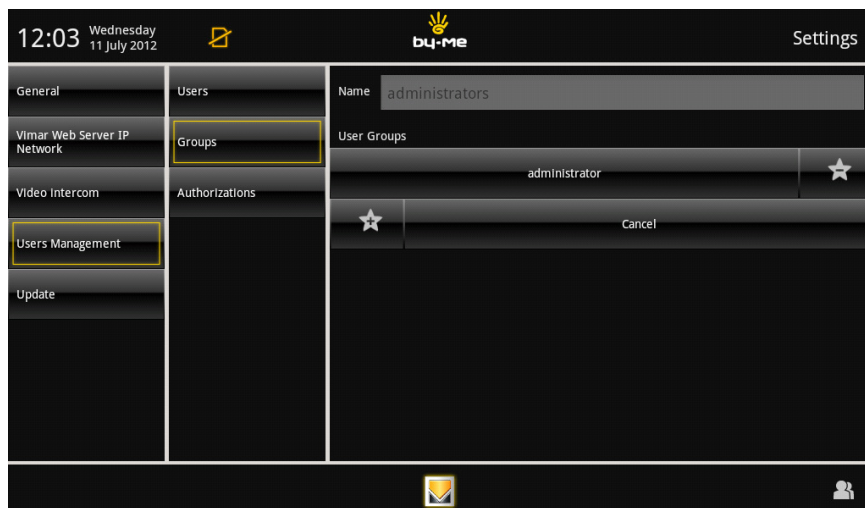 12:03 Wednesday
11 July 2012
by-me
Settings
General
Vimar Web Server IP
Network
Video Intercom
Users Management
Update
Users
Groups
Authorizations
Name administrators
User Groups
administrator
Cancel